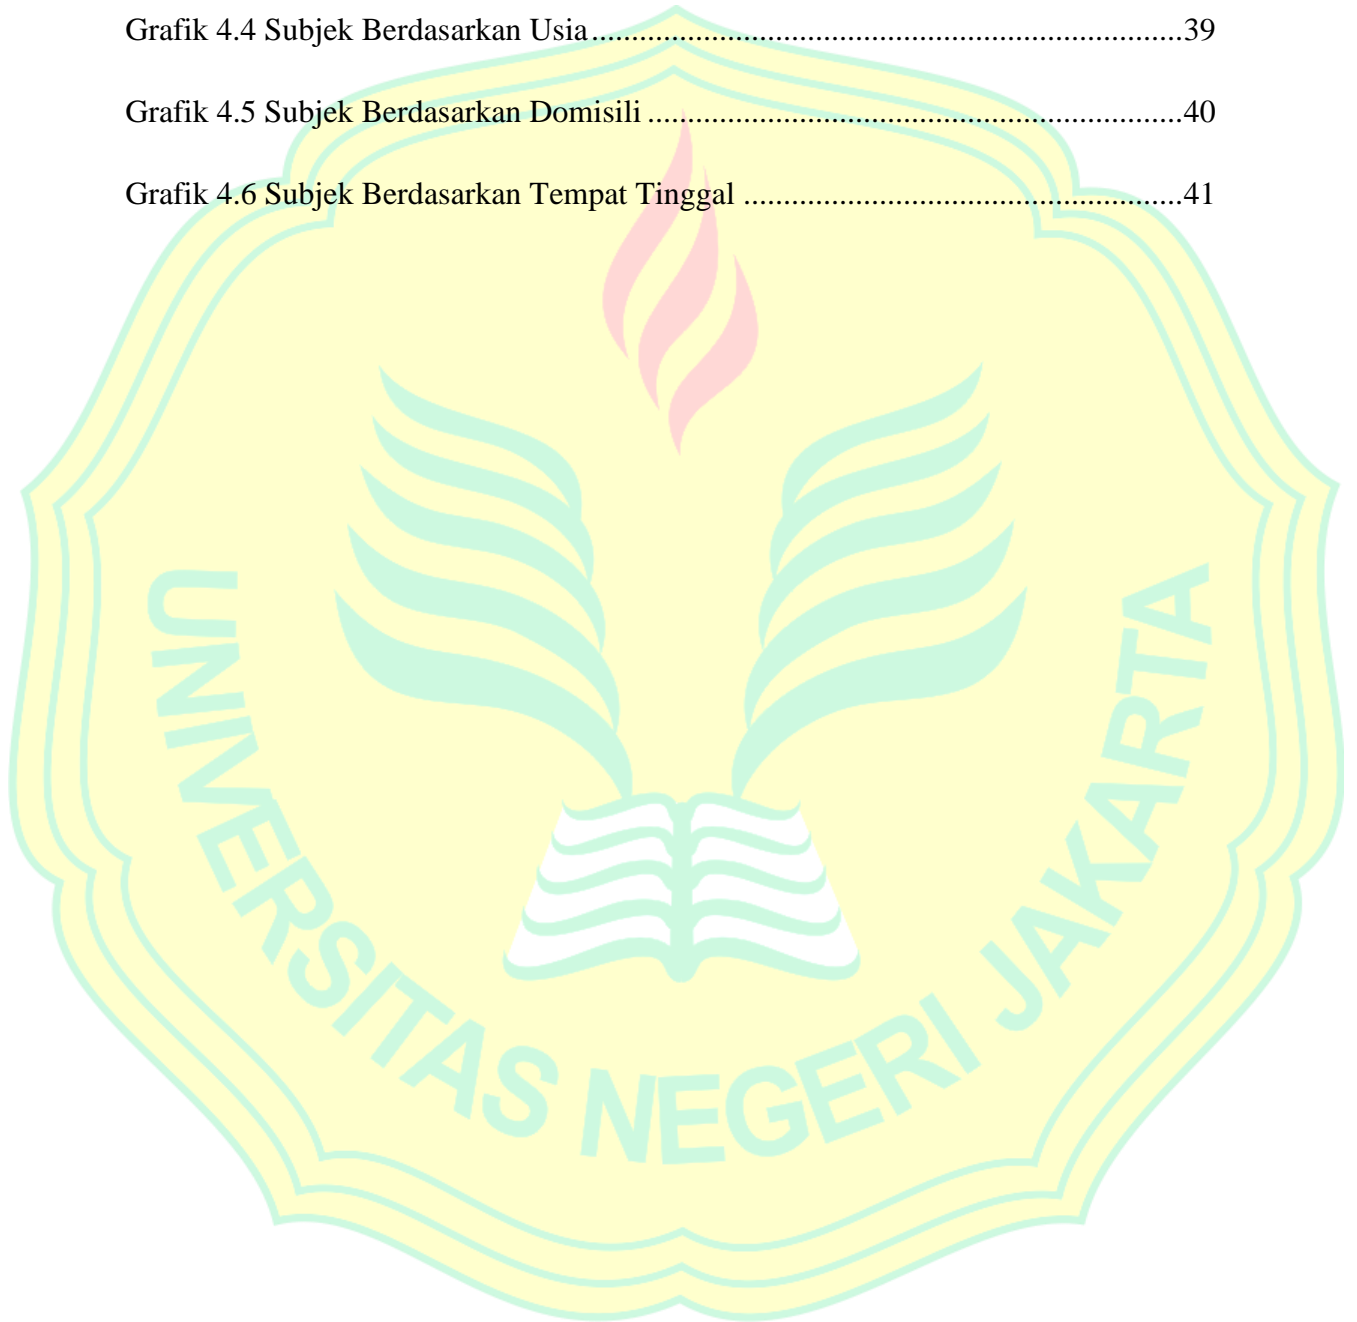 Grafik 4.4 Subjek Berdasarkan Usia.........................................................................39
Grafik 4.5 Subjek Berdasarkan Domisili ..................................................................40
Grafik 4.6 Subjek Berdasarkan Tempat Tinggal ......................................................41
UNIVERSITAS NEGERI JAKARTA